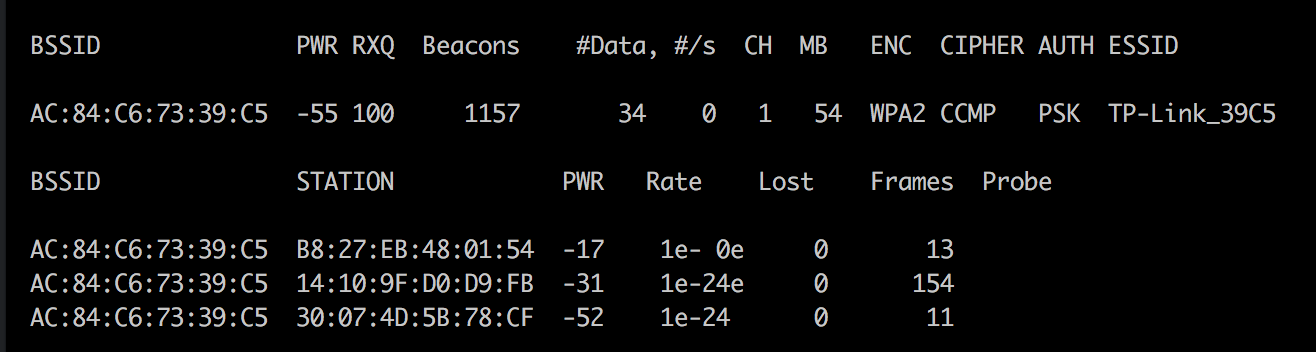 BSSID PWR RXQ Beacons #Data, #/s CH MB ENC CIPHER AUTH ESSID
AC:84:C6:73:39:C5 -55 100 1157 34 0 1 54 WPA2 CCMP PSK TP-Link_39C5
BSSID STATION PWR Rate Lost Frames Probe
AC:84:C6:73:39:C5 B8:27:EB:48:01:54 -17 1e- 0e 0 13
AC:84:C6:73:39:C5 14:10:9F:D0:D9:FB -31 1e-24e 0 154
AC:84:C6:73:39:C5 30:07:4D:5B:78:CF -52 1e-24 0 11